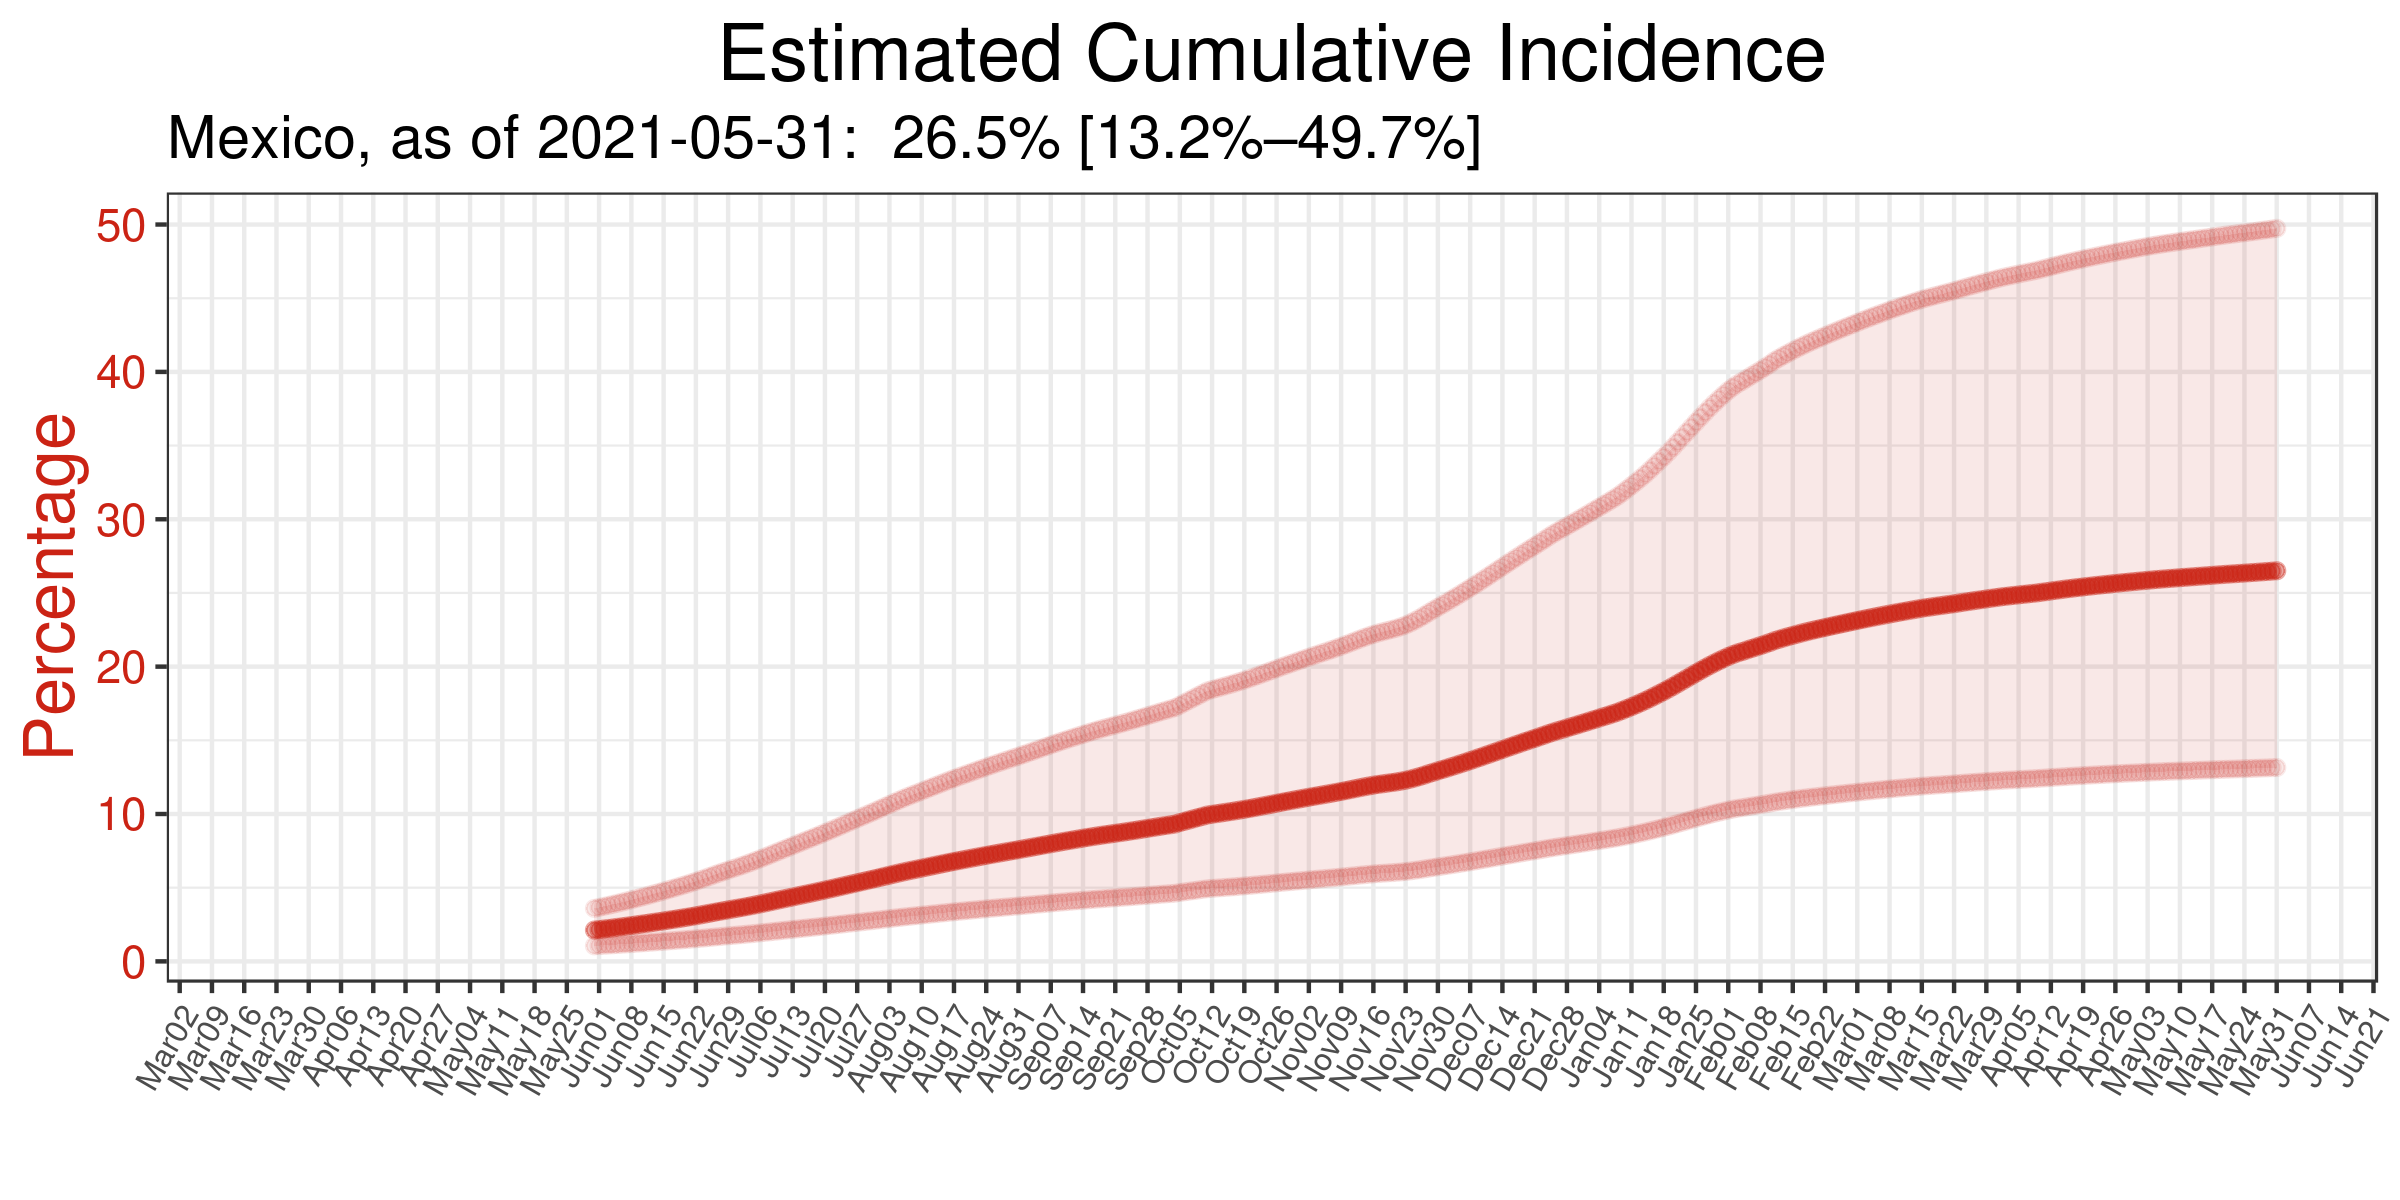 Estimated Cumulative Incidence
Mexico, as of 2021-05-31:  26.5% [13.2%–49.7%]
Percentage
50
40
30
20
10
0
Mar02
Mar09
Mar16
Mar23
Mar30
Apr06
Apr13
Apr20
Apr27
May04
May11
May18
May25
Jun01
Jun08
Jun15
Jun22
Jun29
Jul06
Jul13
Jul20
Jul27
Aug03
Aug10
Aug17
Aug24
Aug31
Sep07
Sep14
Sep21
Sep28
Oct05
Oct12
Oct19
Oct26
Nov02
Nov09
Nov16
Nov23
Nov30
Dec07
Dec14
Dec21
Dec28
Jan04
Jan11
Jan18
Jan25
Feb01
Feb08
Feb15
Feb22
Mar01
Mar08
Mar15
Mar22
Mar29
Apr05
Apr12
Apr19
Apr26
May03
May10
May17
May24
May31
Jun07
Jun14
Jun21